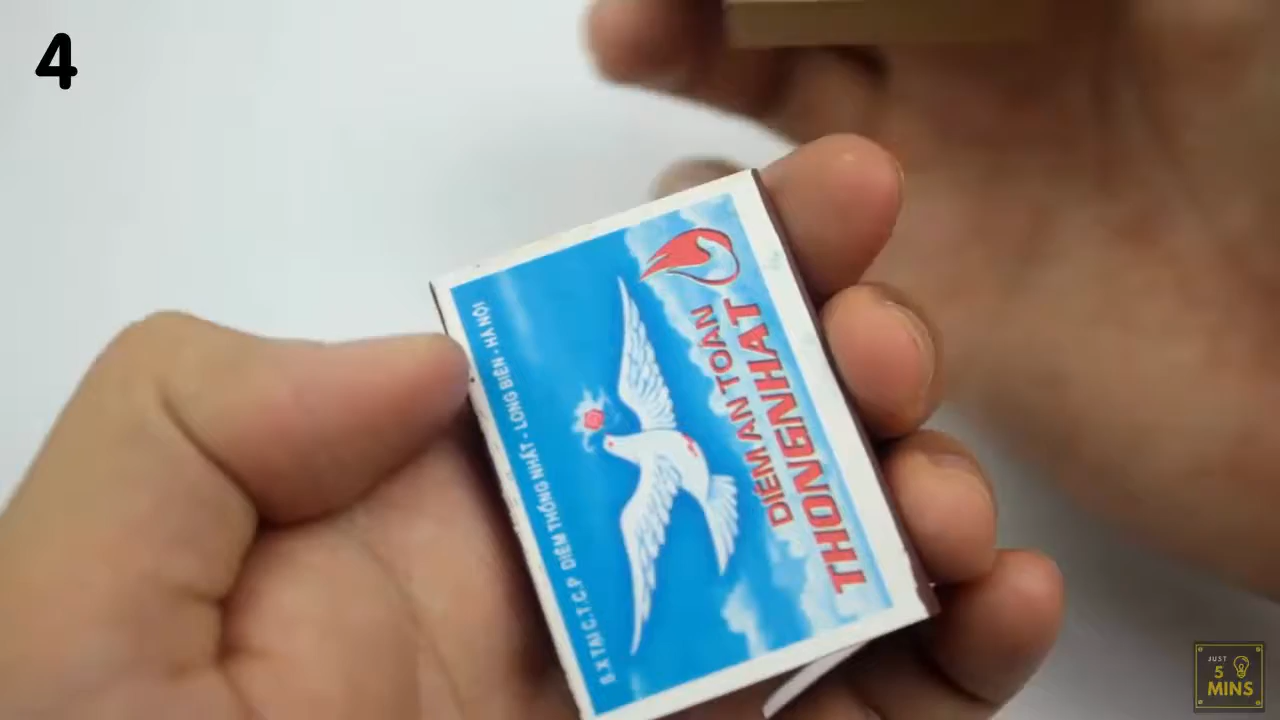 4
DIÊM AN TOÀN
THỐNG NHẤT
S.X TẠI C.T.C.P DIÊM THỐNG NHẤT - LONG BIÊN - HÀ NỘI
JUST
5
MINS